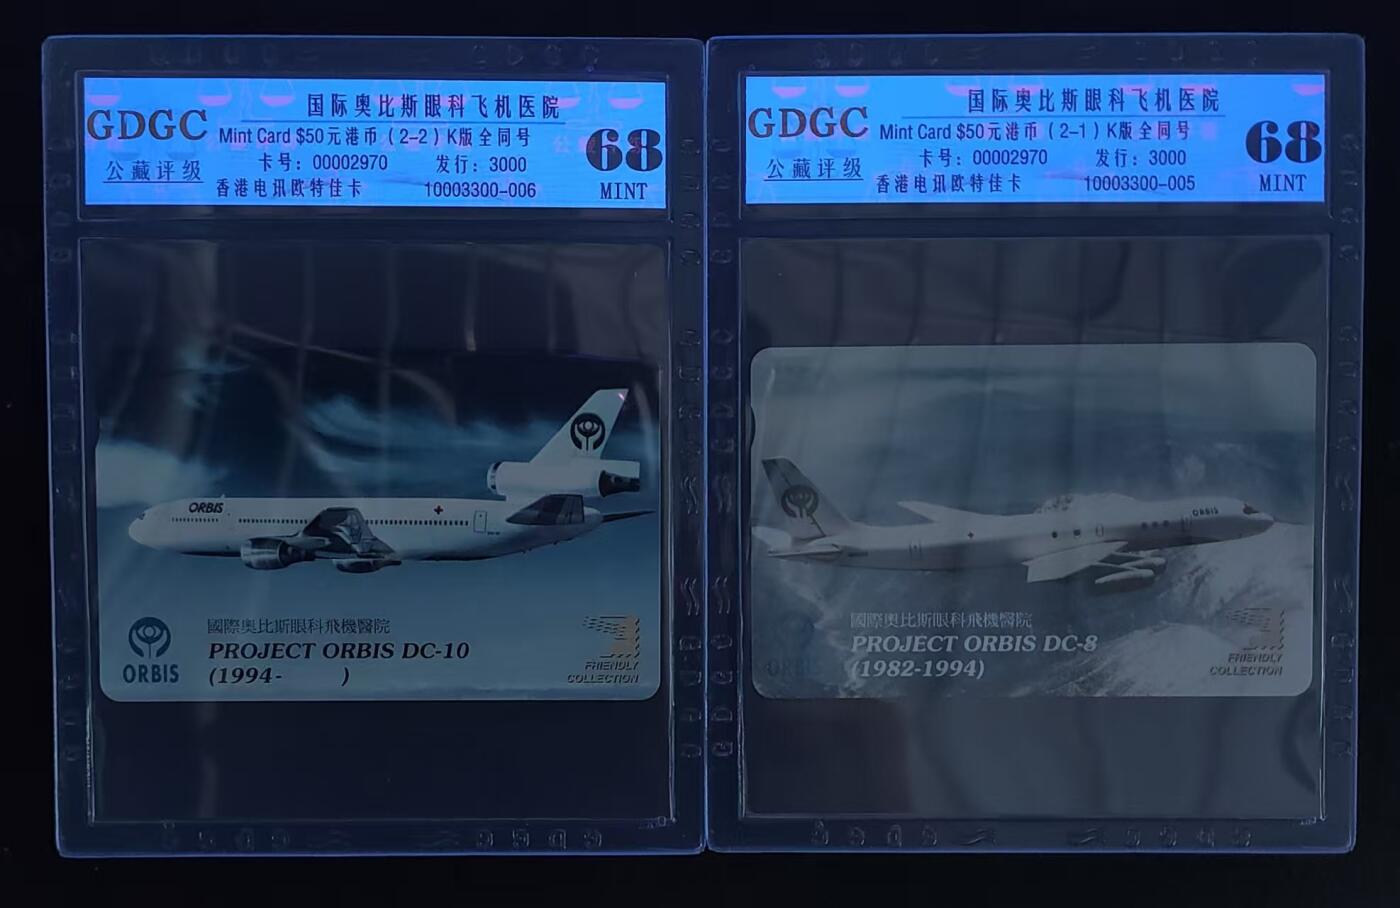 GDGC
公藏评级
国际奥比斯眼科飞机医院
Mint Card $50元港币（2-2）K版全同号
卡号：00002970 发行：3000
香港电讯欧特佳卡 10003300-006
68
MINT
ORBIS
ORBIS
國際奧比斯眼科飛機醫院
PROJECT ORBIS DC-10
(1994- )
FRIENDLY
COLLECTION
GDGC
公藏评级
国际奥比斯眼科飞机医院
Mint Card $50元港币（2-1）K版全同号
卡号：00002970 发行：3000
香港电讯欧特佳卡 10003300-005
68
MINT
ORBIS
ORBIS
國際奧比斯眼科飛機醫院
PROJECT ORBIS DC-8
(1982-1994)
FRIENDLY
COLLECTION